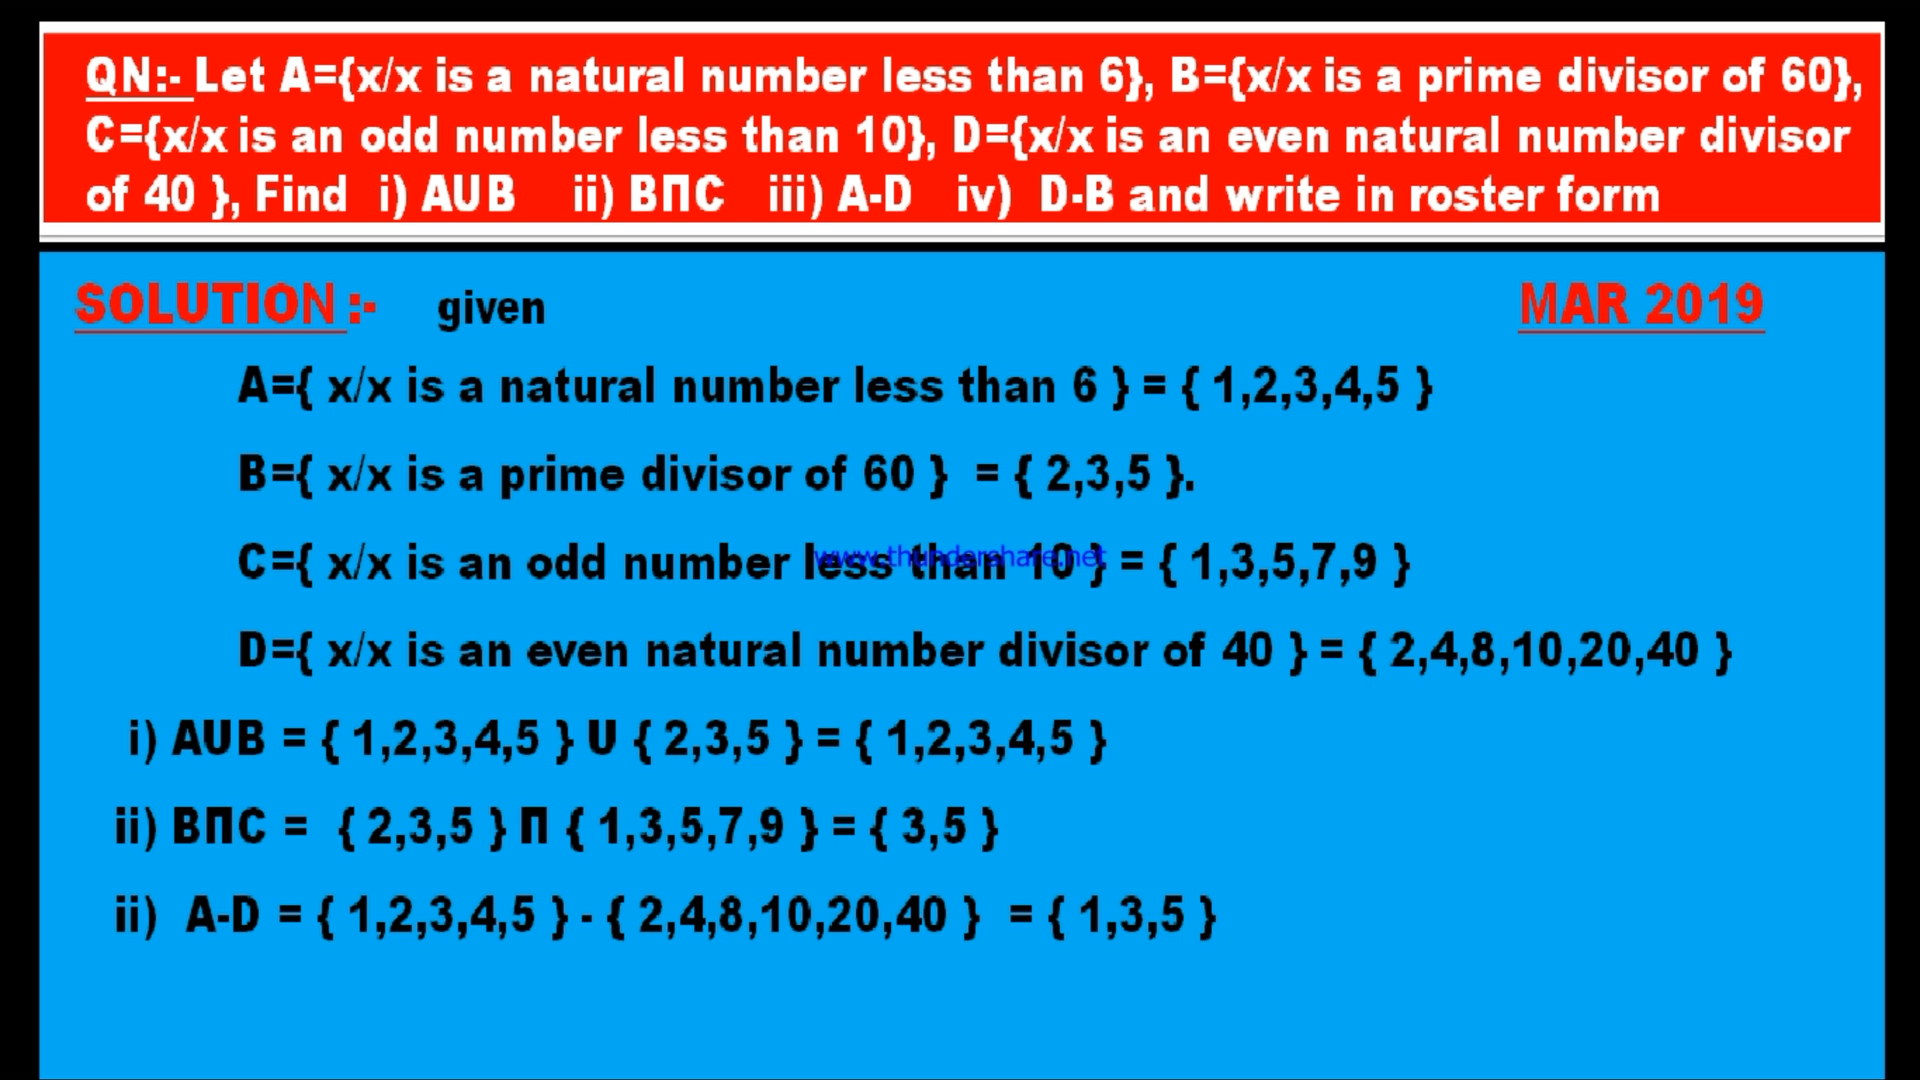 QN:- Let A={x/x is a natural number less than 6}, B={x/x is a prime divisor of 60},
C={x/x is an odd number less than 10}, D={x/x is an even natural number divisor
of 40 }, Find i) AUB ii) BПC iii) A-D iv) D-B and write in roster form
SOLUTION :- given MAR 2019
A={ x/x is a natural number less than 6 } = { 1,2,3,4,5 }
B={ x/x is a prime divisor of 60 } = { 2,3,5 }.
C={ x/x is an odd number less than 10 } = { 1,3,5,7,9 }
www.thundershare.net
D={ x/x is an even natural number divisor of 40 } = { 2,4,8,10,20,40 }
i) AUB = { 1,2,3,4,5 } U { 2,3,5 } = { 1,2,3,4,5 }
ii) BПC = { 2,3,5 } П { 1,3,5,7,9 } = { 3,5 }
ii) A-D = { 1,2,3,4,5 } - { 2,4,8,10,20,40 } = { 1,3,5 }